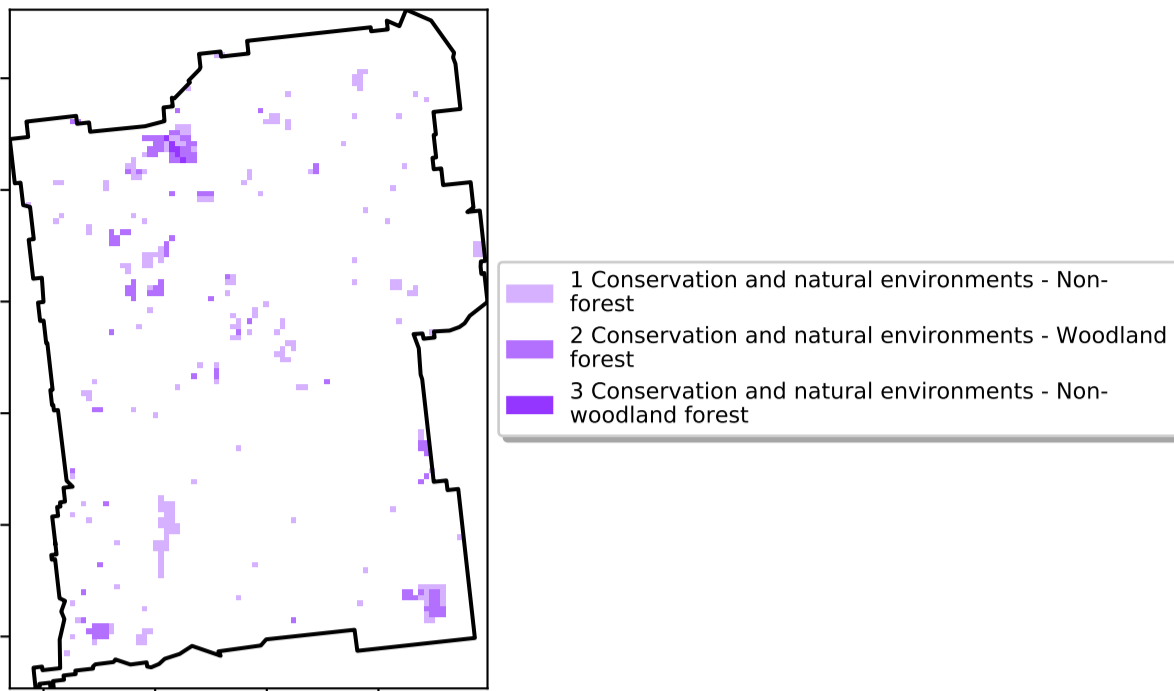 1 Conservation and natural environments - Non-
forest
2 Conservation and natural environments - Woodland
forest
3 Conservation and natural environments - Non-
woodland forest